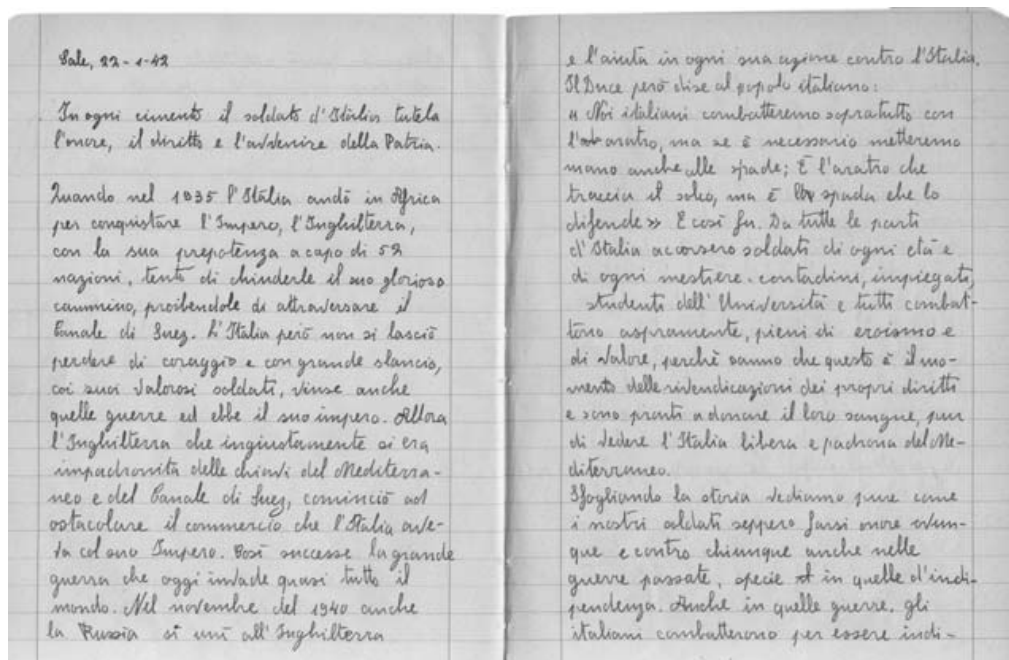 Sale, 22-1-42
In ogni cimento il soldato d'Italia tutela
l'onore, il diritto e l'avvenire della Patria.
Quando nel 1935 l'Italia andò in Africa
per conquistare l'Impero, l'Inghilterra,
con la sua prepotenza a capo di 52
nazioni, tentò di chiuderle il suo glorioso
cammino, proibendole di attraversare il
Canale di Suez. L'Italia però non si lasciò
perdere di coraggio e con grande slancio,
coi suoi valorosi soldati, vinse anche
quelle guerre ed ebbe il suo impero. Allora
l'Inghilterra che ingiustamente si era
impadronita delle chiavi del Mediterra-
neo e del Canale di Suez, cominciò ad
ostacolare il commercio che l'Italia ave-
va col suo Impero. Così successe la grande
guerra che oggi invade quasi tutto il
mondo. Nel novembre del 1940 anche
la Russia si unì all'Inghilterra
e l'aiuta in ogni sua azione contro l'Italia.
Il Duce però disse al popolo italiano:
« Noi italiani combatteremo sopratutto con
l'aratro, ma se è necessario metteremo
mano anche alle spade; È l'aratro che
traccia il solco, ma è la spada che lo
difende » E così fu. Da tutte le parti
d'Italia accorsero soldati di ogni età e
di ogni mestiere. contadini, impiegati,
studenti dell'Università e tutti combat-
tono aspramente, pieni di eroismo e
di valore, perchè sanno che questo è il mo-
mento delle rivendicazioni dei propri diritti
e sono pronti a donare il loro sangue, pur
di vedere l'Italia libera e padrona del Me-
diterraneo.
Sfogliando la storia vediamo pure come
i nostri soldati seppero farsi onore ovun-
que e contro chiunque anche nelle
guerre passate, specie in quelle d'indi-
pendenza. Anche in quelle guerre, gli
italiani combatterono per essere indi-